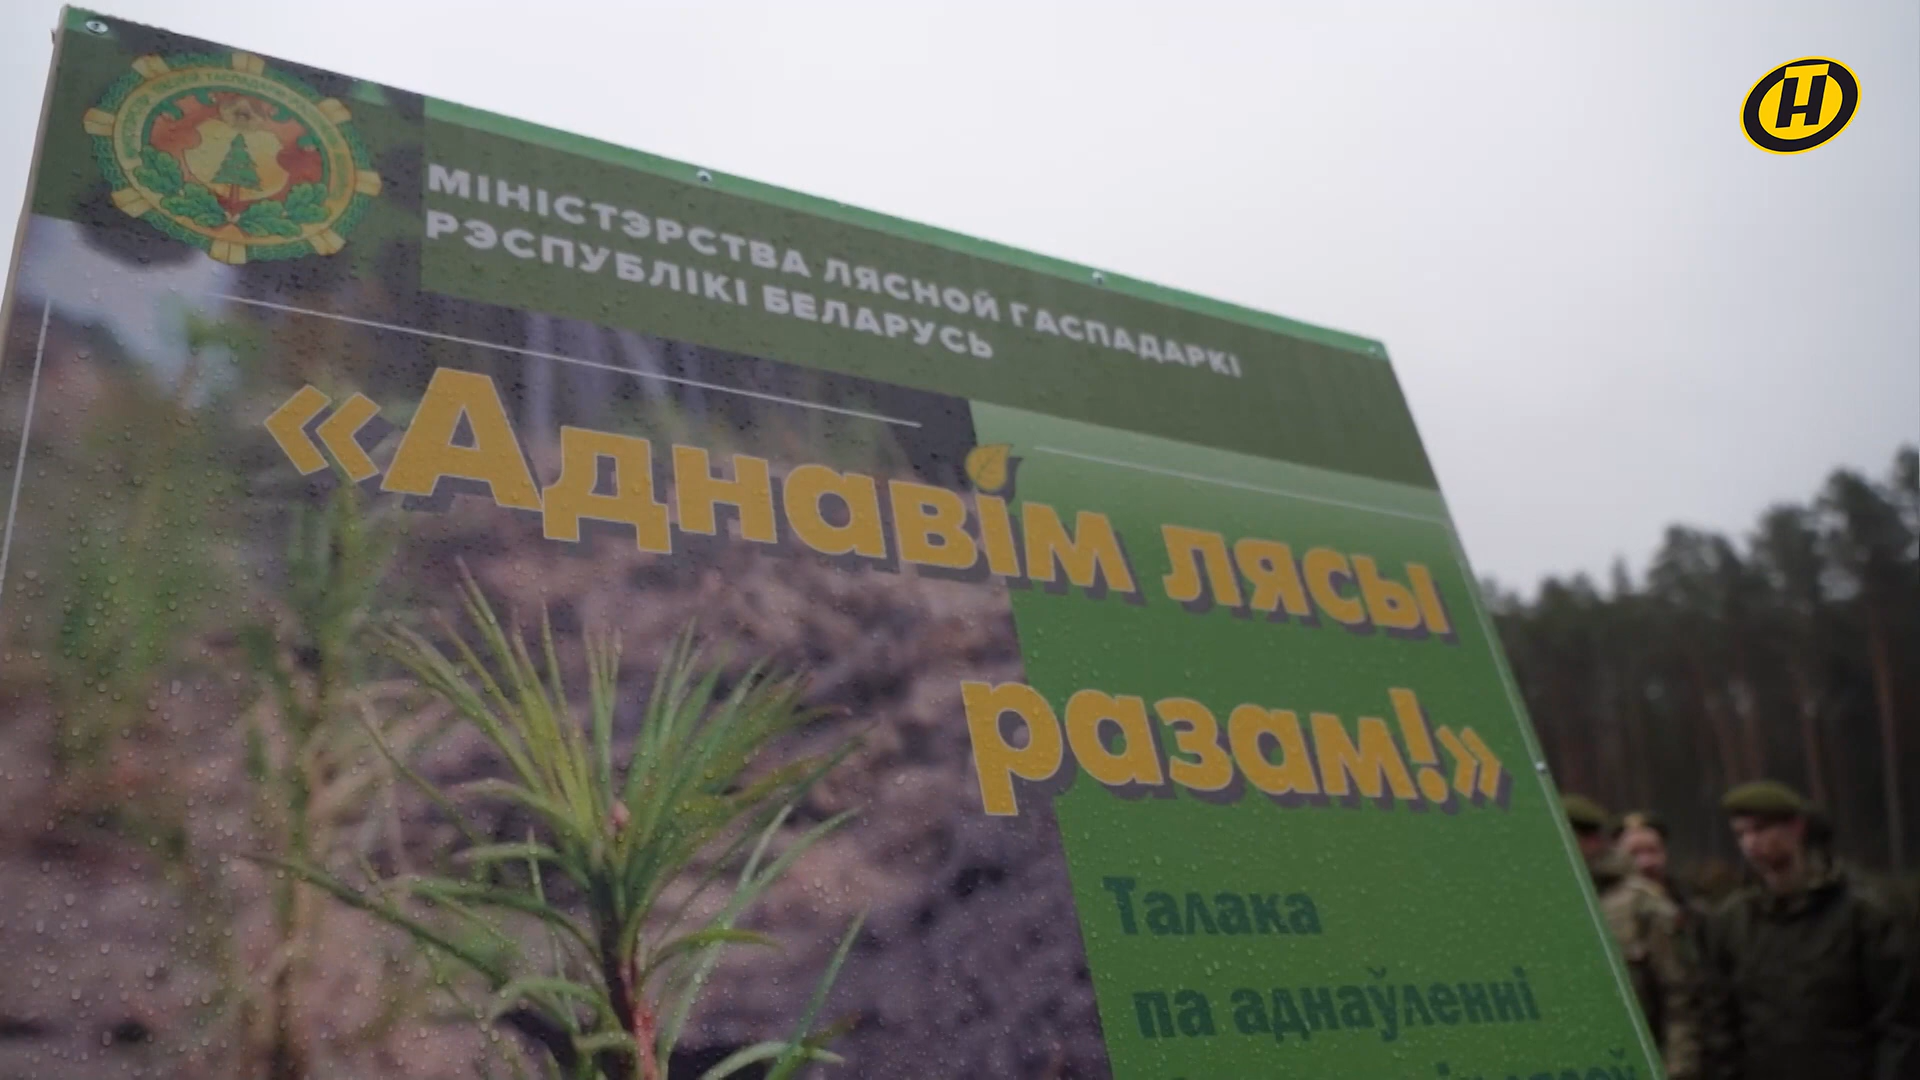 МІНІСТЭРСТВА ЛЯСНОЙ ГАСПАДАРКІ
РЭСПУБЛІКІ БЕЛАРУСЬ
«Аднавім лясы
разам!»
Талака
па аднаўленні